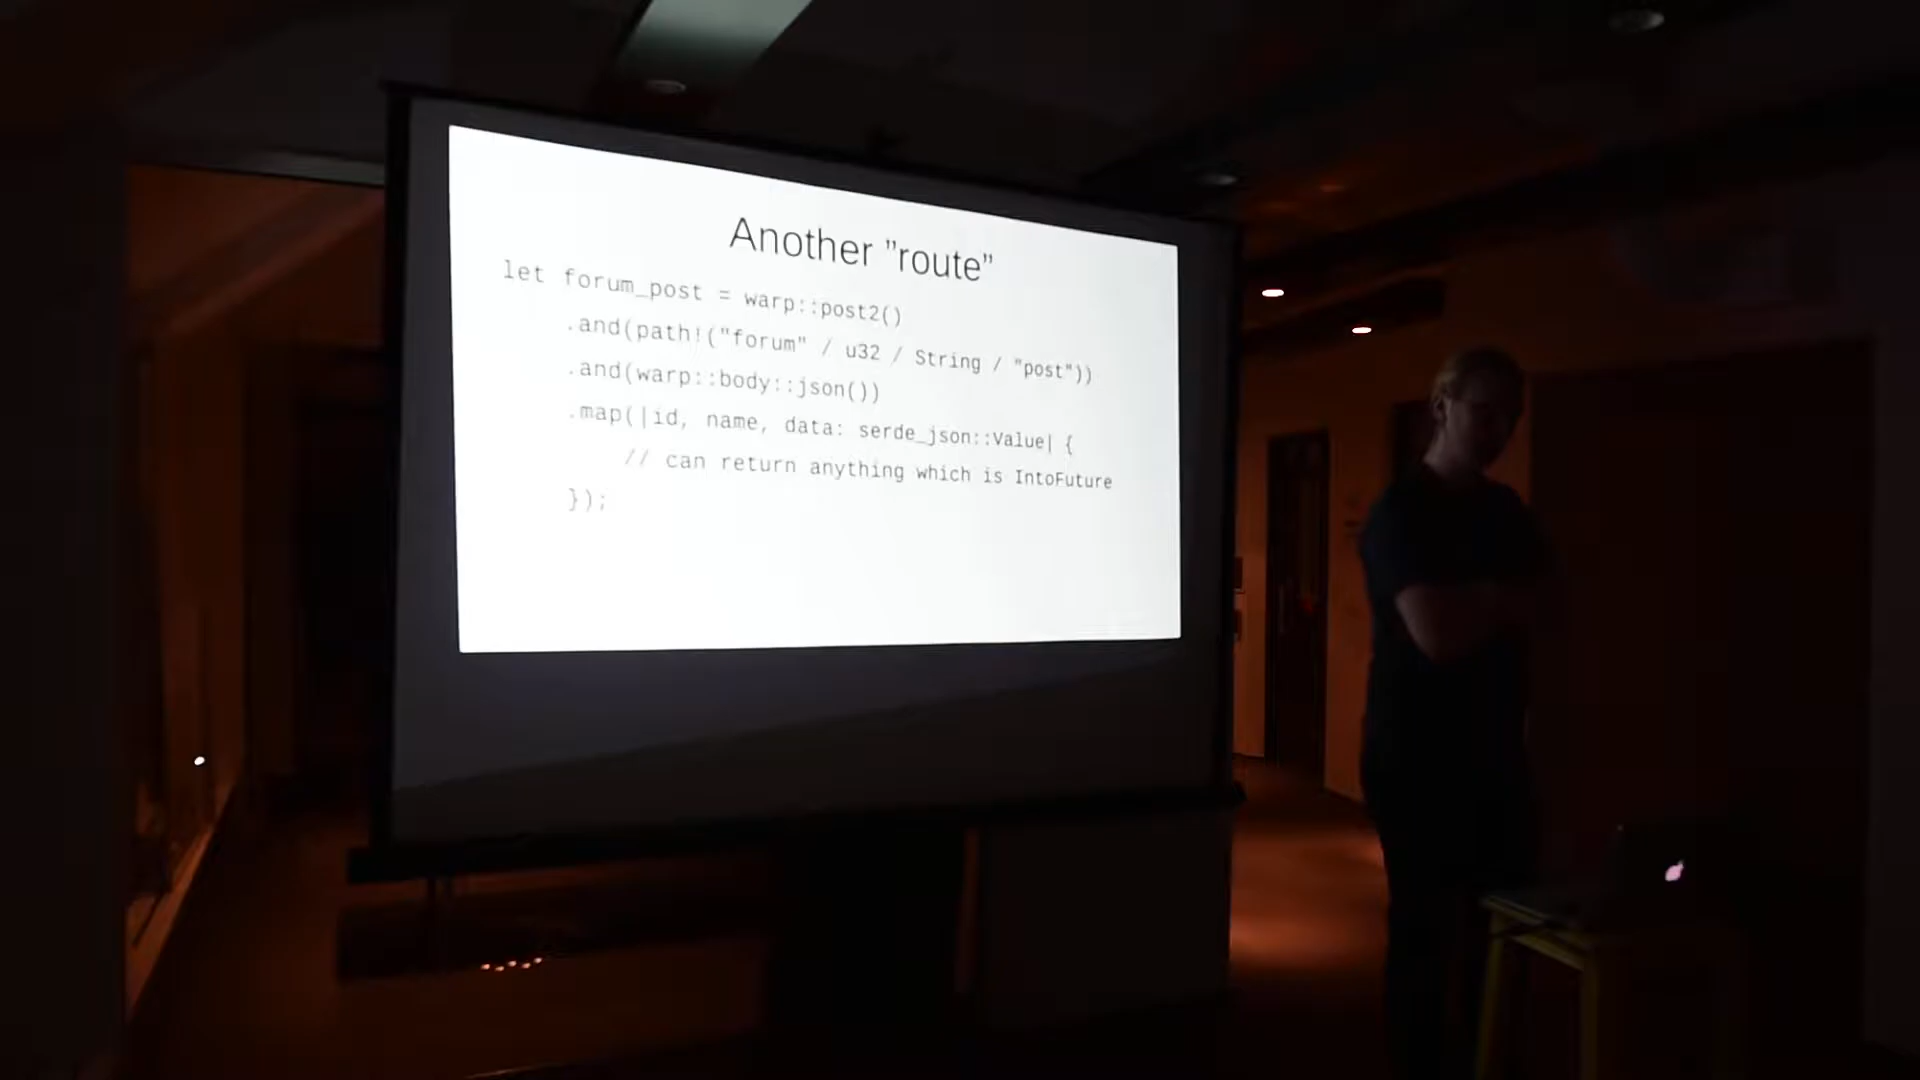 Another "route"
let forum_post = warp::post2()
.and(path!("forum" / u32 / String / "post"))
.and(warp::body::json())
.map(|id, name, data: serde_json::Value| {
// can return anything which is IntoFuture
});